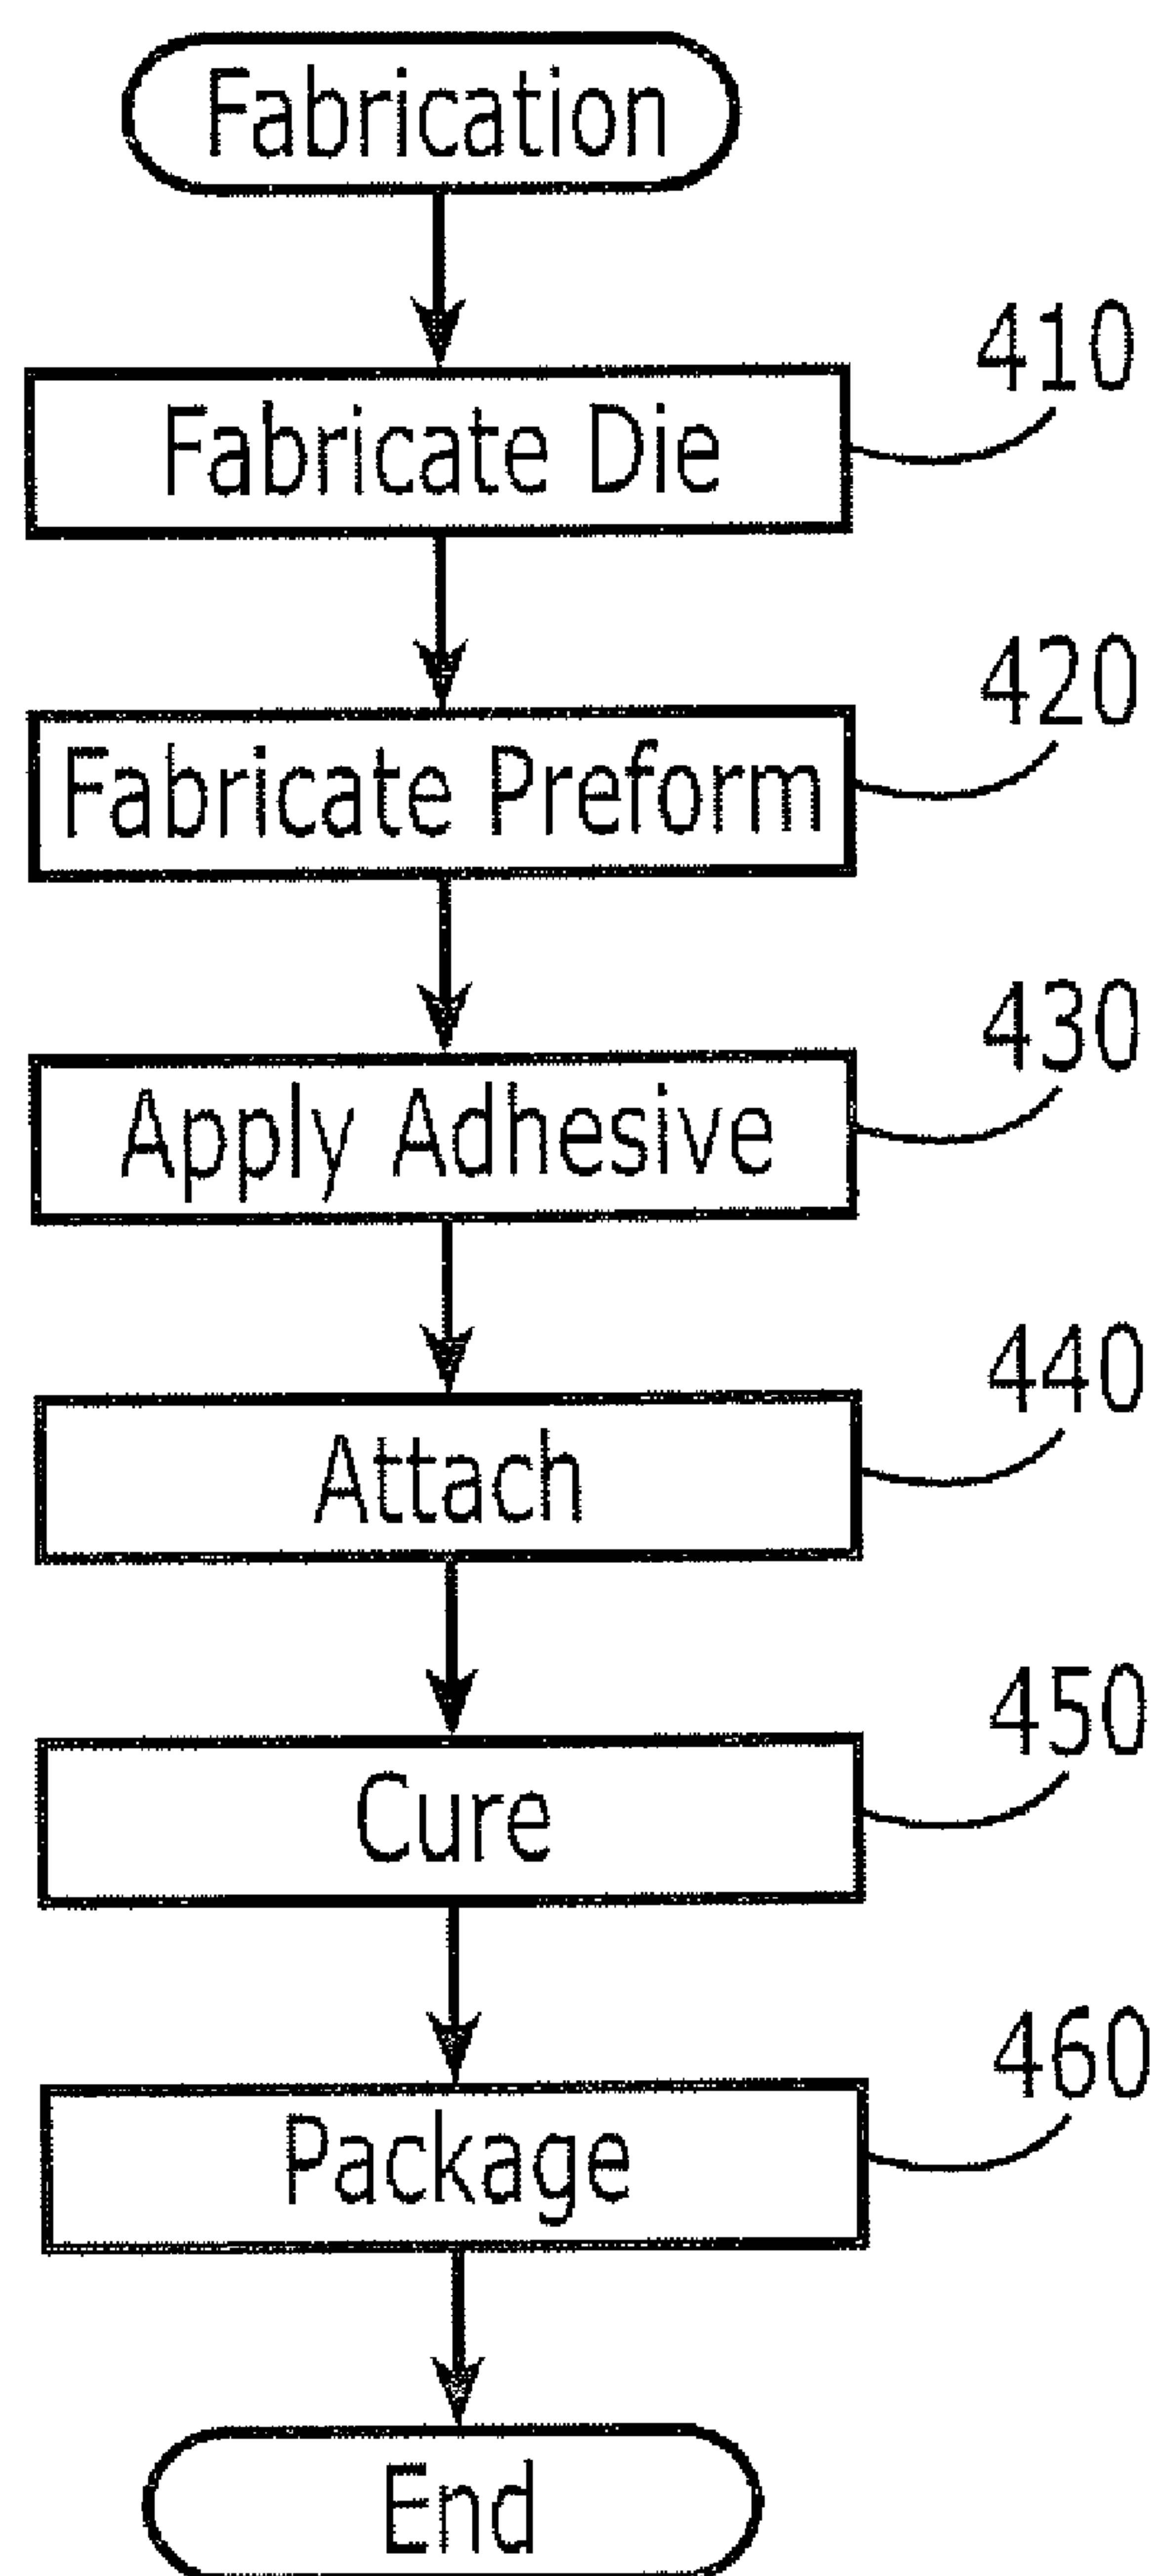 Fabrication
410
Fabricate Die
420
Fabricate Preform
430
Apply Adhesive
440
Attach
450
Cure
460
Package
End